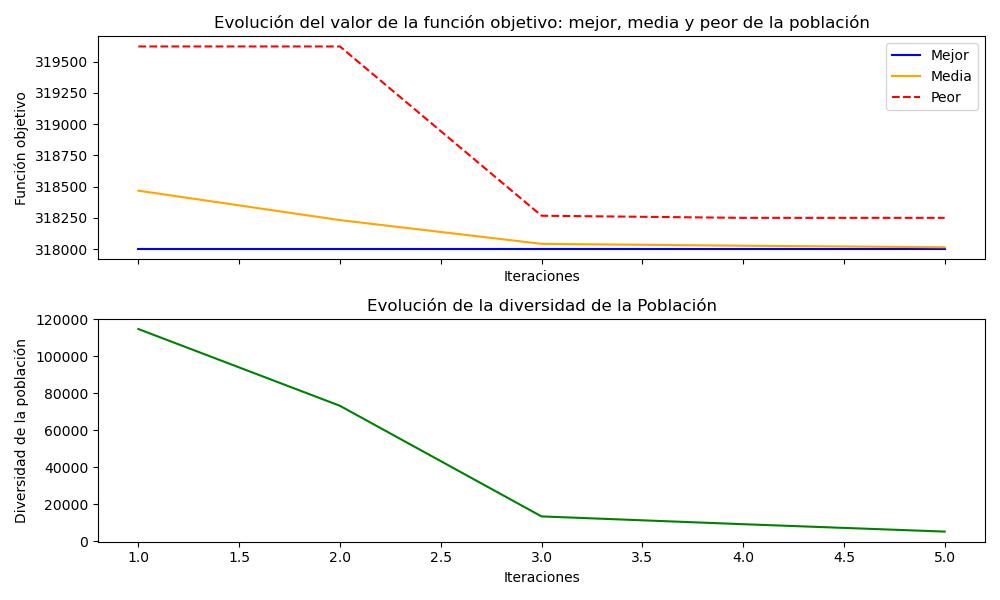 Evolución del valor de la función objetivo: mejor, media y peor de la población
Función objetivo
319500
319250
319000
318750
318500
318250
318000
Mejor
Media
Peor
Iteraciones
Evolución de la diversidad de la Población
Diversidad de la población
120000
100000
80000
60000
40000
20000
0
1.0 1.5 2.0 2.5 3.0 3.5 4.0 4.5 5.0
Iteraciones